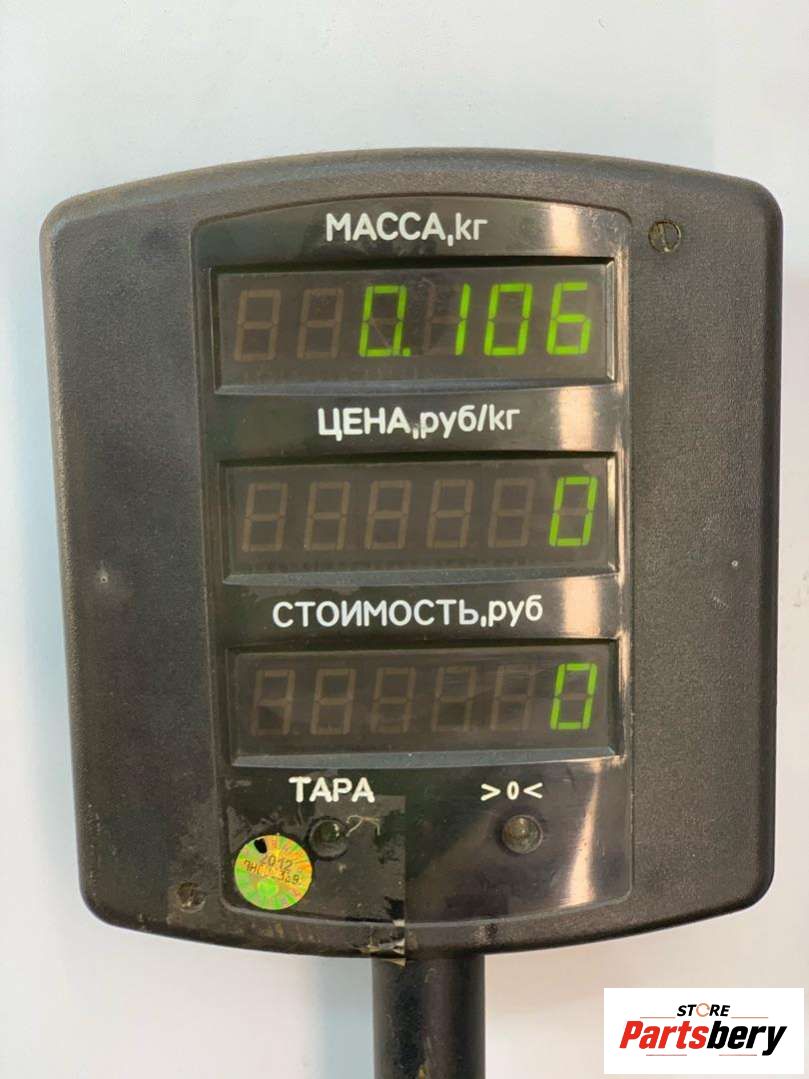 МАССА,кг
0.106
ЦЕНА,руб/кг
0
СТОИМОСТЬ,руб
0
ТАРА >0<
2012
STORE
Partsbery